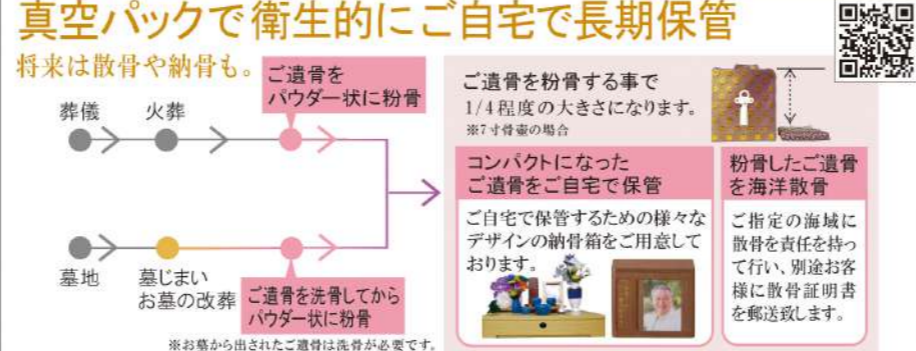 真空パックで衛生的にご自宅で長期保管
将来は散骨や納骨も。
ご遺骨を
パウダー状に粉骨
葬儀
火葬
墓地
墓じまい
お墓の改葬
ご遺骨を洗骨してから
パウダー状に粉骨
※お墓から出されたご遺骨は洗骨が必要です。
ご遺骨を粉骨する事で
1/4程度の大きさになります。
※7寸骨壷の場合
コンパクトになった
ご遺骨をご自宅で保管
ご自宅で保管するための様々な
デザインの納骨箱をご用意して
おります。
粉骨したご遺骨
を海洋散骨
ご指定の海域に
散骨を責任を持っ
て行い、別途お客
様に散骨証明書
を郵送致します。